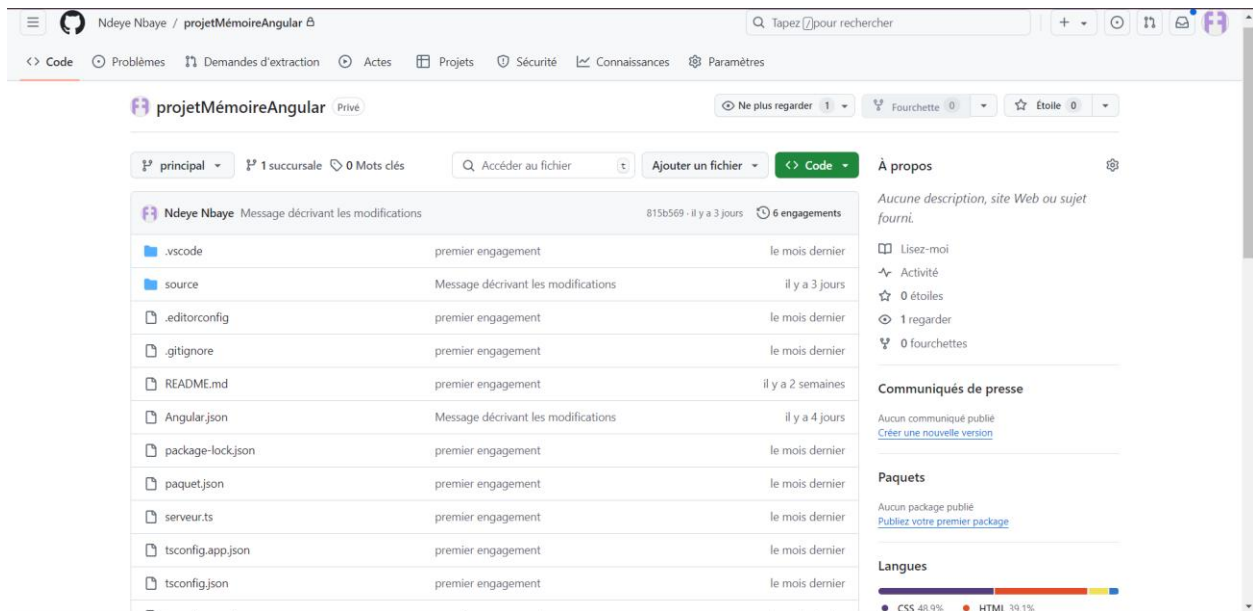 Ndeye Nbaye / projetMémoireAngular
Tapez / pour rechercher
Code Problèmes Demandes d'extraction Actes Projets Sécurité Connaissances Paramètres
projetMémoireAngular Privé
Ne plus regarder 1 Fourchette 0 Étoile 0
principal 1 succursale 0 Mots clés Accéder au fichier t Ajouter un fichier <> Code
Ndeye Nbaye Message décrivant les modifications 815b569 · il y a 3 jours 6 engagements
.vscode premier engagement le mois dernier
source Message décrivant les modifications il y a 3 jours
.editorconfig premier engagement le mois dernier
.gitignore premier engagement le mois dernier
README.md premier engagement il y a 2 semaines
Angular.json Message décrivant les modifications il y a 4 jours
package-lock.json premier engagement le mois dernier
paquet.json premier engagement le mois dernier
serveur.ts premier engagement le mois dernier
tsconfig.app.json premier engagement le mois dernier
tsconfig.json premier engagement le mois dernier
À propos
Aucune description, site Web ou sujet
fourni.
Lisez-moi
Activité
0 étoiles
1 regarder
0 fourchettes
Communiqués de presse
Aucun communiqué publié
Créer une nouvelle version
Paquets
Aucun package publié
Publiez votre premier package
Langues
CSS 48.9% HTML 39.1%